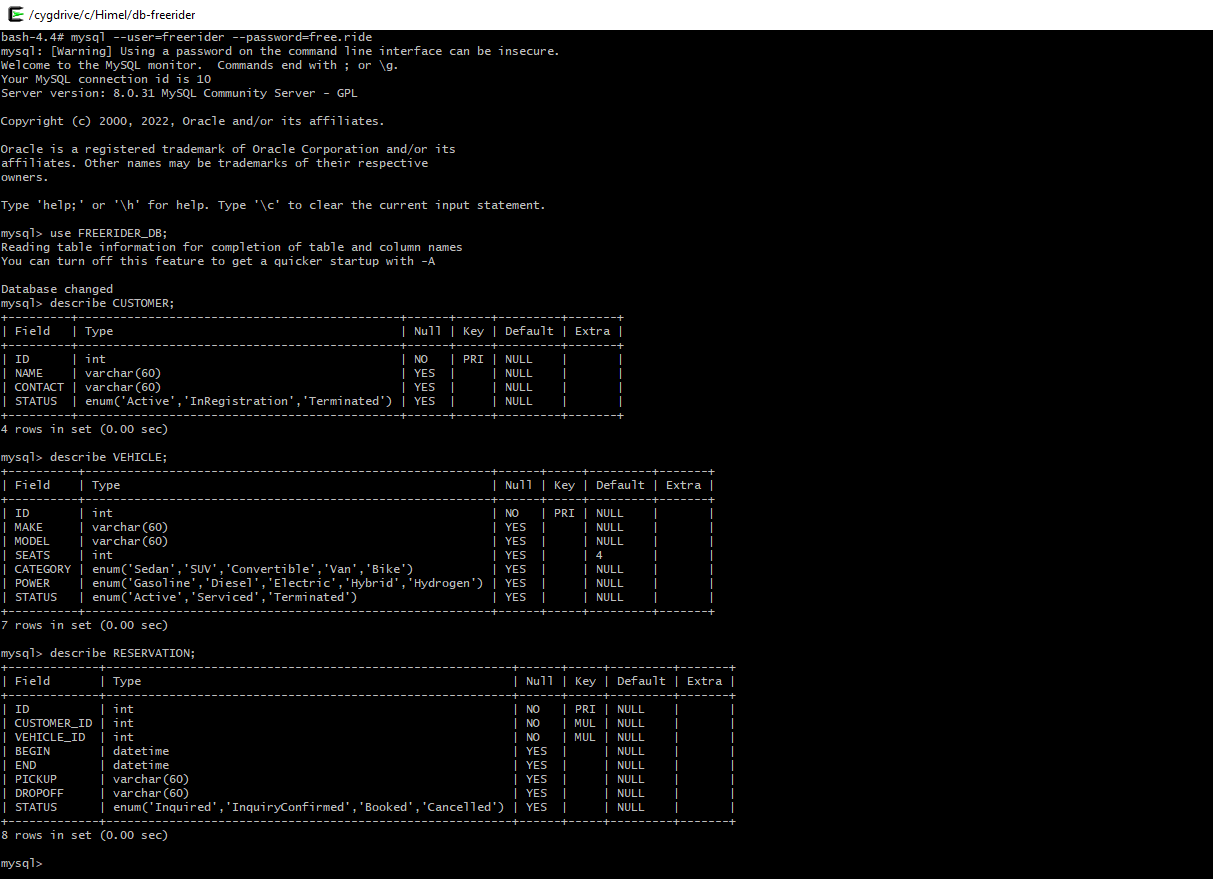 /cygdrive/c/Himel/db-freerider
bash-4.4# mysql --user=freerider --password=free.ride
mysql: [Warning] Using a password on the command line interface can be insecure.
Welcome to the MySQL monitor.  Commands end with ; or \g.
Your MySQL connection id is 10
Server version: 8.0.31 MySQL Community Server - GPL

Copyright (c) 2000, 2022, Oracle and/or its affiliates.

Oracle is a registered trademark of Oracle Corporation and/or its
affiliates. Other names may be trademarks of their respective
owners.

Type 'help;' or '\h' for help. Type '\c' to clear the current input statement.

mysql> use FREERIDER_DB;
Reading table information for completion of table and column names
You can turn off this feature to get a quicker startup with -A

Database changed
mysql> describe CUSTOMER;
+---------+----------------------------------------------+------+-----+---------+-------+
| Field   | Type                                         | Null | Key | Default | Extra |
+---------+----------------------------------------------+------+-----+---------+-------+
| ID      | int                                          | NO   | PRI | NULL    |       |
| NAME    | varchar(60)                                  | YES  |     | NULL    |       |
| CONTACT | varchar(60)                                  | YES  |     | NULL    |       |
| STATUS  | enum('Active','InRegistration','Terminated') | YES  |     | NULL    |       |
+---------+----------------------------------------------+------+-----+---------+-------+
4 rows in set (0.00 sec)

mysql> describe VEHICLE;
+----------+----------------------------------------------------------+------+-----+---------+-------+
| Field    | Type                                                     | Null | Key | Default | Extra |
+----------+----------------------------------------------------------+------+-----+---------+-------+
| ID       | int                                                      | NO   | PRI | NULL    |       |
| MAKE     | varchar(60)                                              | YES  |     | NULL    |       |
| MODEL    | varchar(60)                                              | YES  |     | NULL    |       |
| SEATS    | int                                                      | YES  |     | 4       |       |
| CATEGORY | enum('Sedan','SUV','Convertible','Van','Bike')           | YES  |     | NULL    |       |
| POWER    | enum('Gasoline','Diesel','Electric','Hybrid','Hydrogen') | YES  |     | NULL    |       |
| STATUS   | enum('Active','Serviced','Terminated')                   | YES  |     | NULL    |       |
+----------+----------------------------------------------------------+------+-----+---------+-------+
7 rows in set (0.00 sec)

mysql> describe RESERVATION;
+-------------+----------------------------------------------------------+------+-----+---------+-------+
| Field       | Type                                                     | Null | Key | Default | Extra |
+-------------+----------------------------------------------------------+------+-----+---------+-------+
| ID          | int                                                      | NO   | PRI | NULL    |       |
| CUSTOMER_ID | int                                                      | NO   | MUL | NULL    |       |
| VEHICLE_ID  | int                                                      | NO   | MUL | NULL    |       |
| BEGIN       | datetime                                                 | YES  |     | NULL    |       |
| END         | datetime                                                 | YES  |     | NULL    |       |
| PICKUP      | varchar(60)                                              | YES  |     | NULL    |       |
| DROPOFF     | varchar(60)                                              | YES  |     | NULL    |       |
| STATUS      | enum('Inquired','InquiryConfirmed','Booked','Cancelled') | YES  |     | NULL    |       |
+-------------+----------------------------------------------------------+------+-----+---------+-------+
8 rows in set (0.00 sec)

mysql>